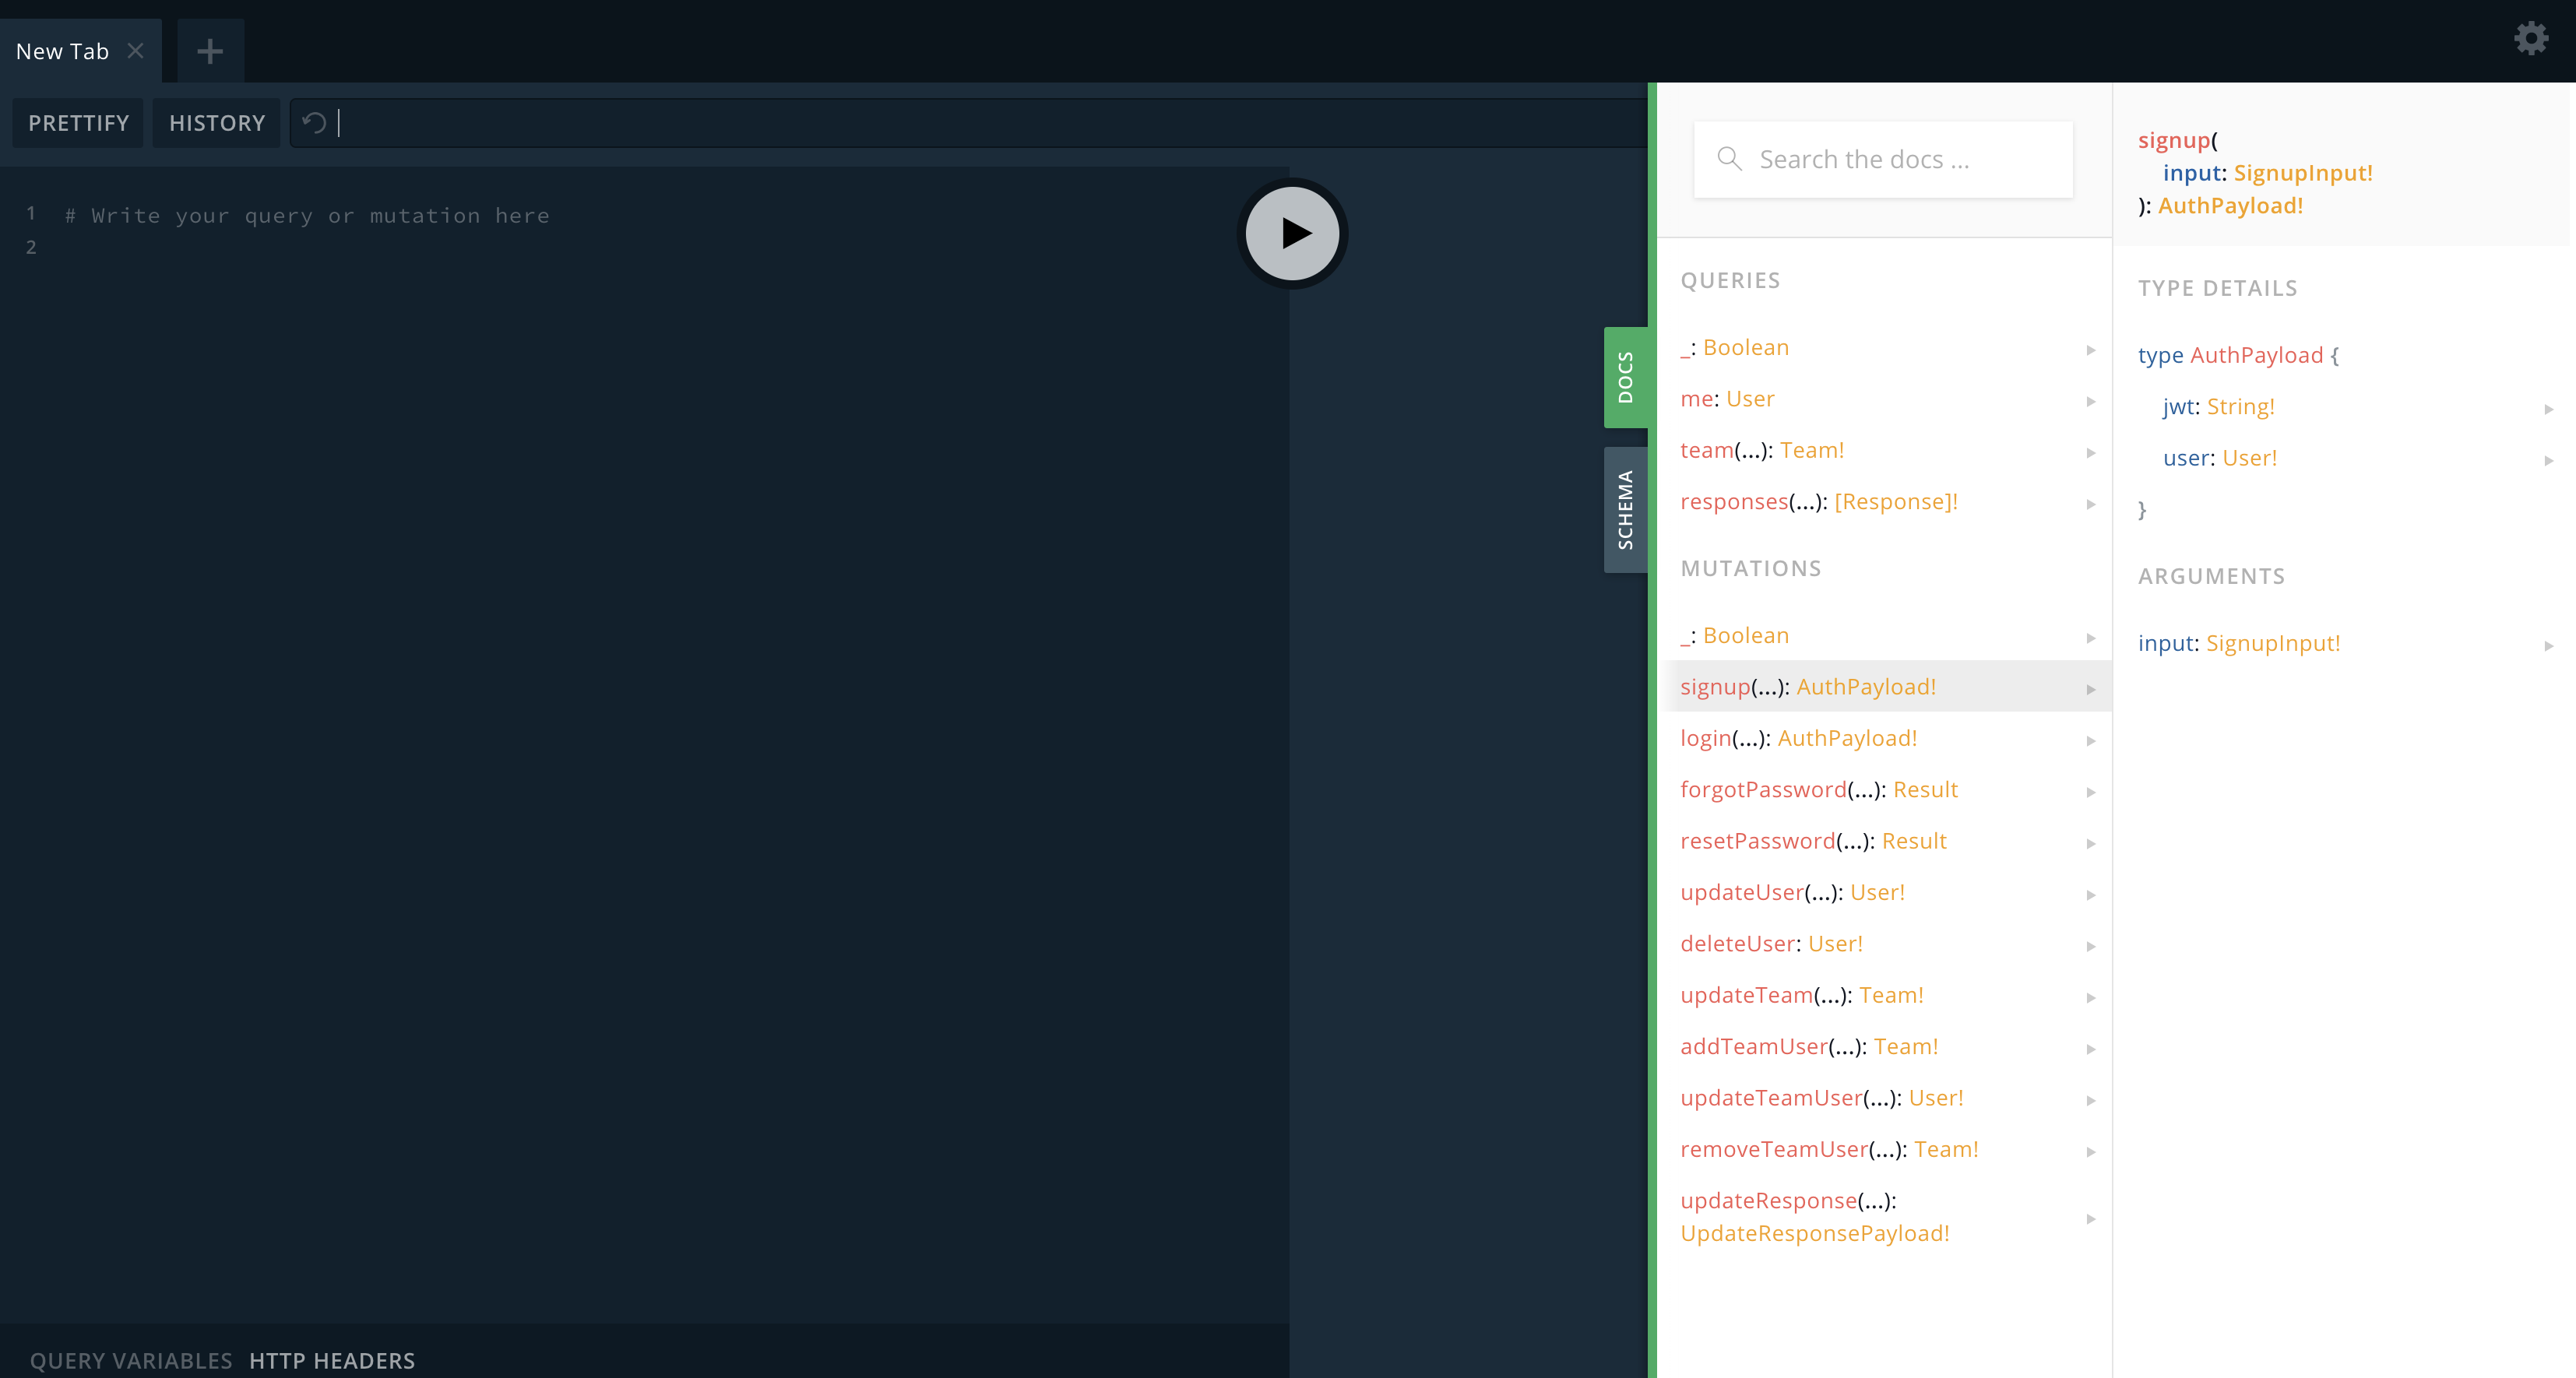 New Tab
PRETTIFY HISTORY
1 # Write your query or mutation here
2
QUERY VARIABLES HTTP HEADERS
DOCS
SCHEMA
Search the docs ...
QUERIES
_: Boolean
me: User
team(...): Team!
responses(...): [Response]!
MUTATIONS
_: Boolean
signup(...): AuthPayload!
login(...): AuthPayload!
forgotPassword(...): Result
resetPassword(...): Result
updateUser(...): User!
deleteUser: User!
updateTeam(...): Team!
addTeamUser(...): Team!
updateTeamUser(...): User!
removeTeamUser(...): Team!
updateResponse(...):
UpdateResponsePayload!
signup(
input: SignupInput!
): AuthPayload!
TYPE DETAILS
type AuthPayload {
jwt: String!
user: User!
}
ARGUMENTS
input: SignupInput!